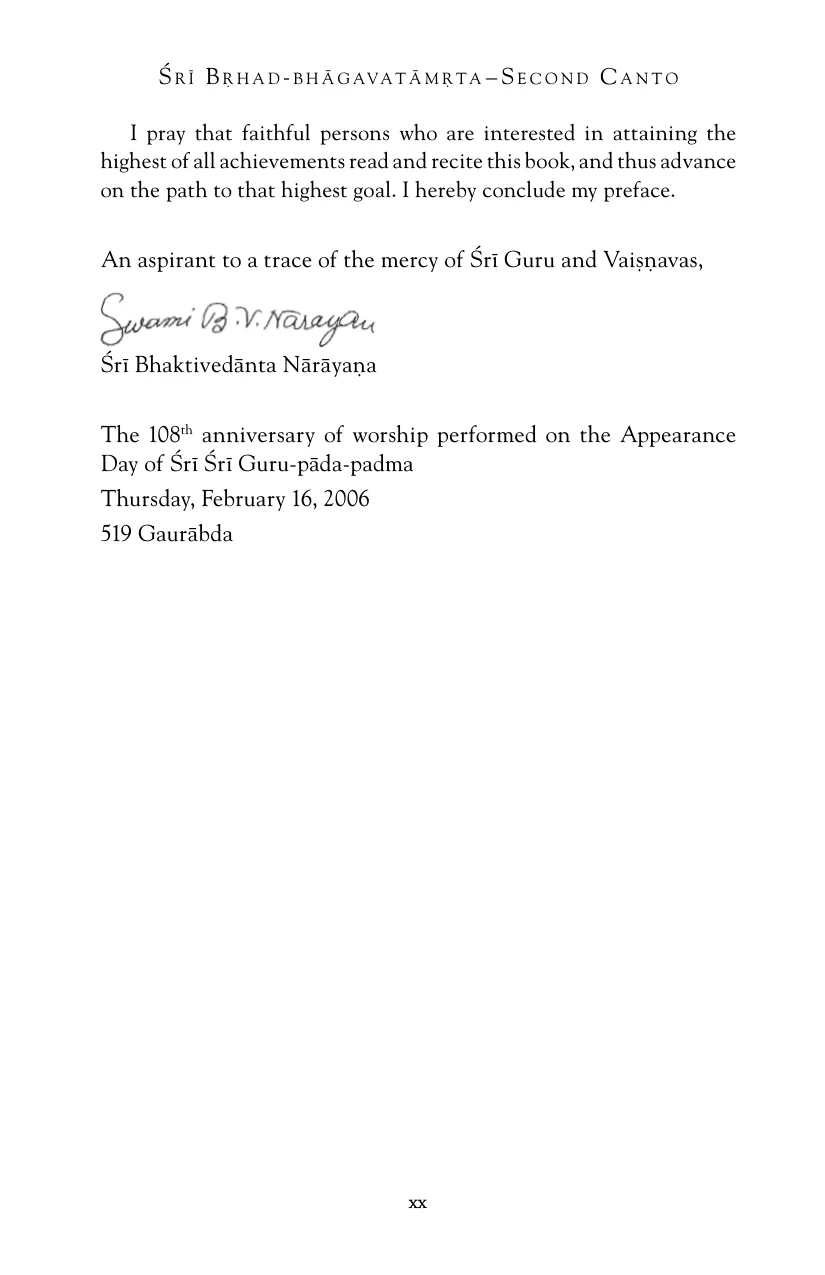 Śrī Bṛhad-bhāgavatāmṛta–Second Canto
I pray that faithful persons who are interested in attaining the
highest of all achievements read and recite this book, and thus advance
on the path to that highest goal. I hereby conclude my preface.
An aspirant to a trace of the mercy of Śrī Guru and Vaiṣṇavas,
Swami B.V. Nārayan
Śrī Bhaktivedānta Nārāyaṇa
The 108th anniversary of worship performed on the Appearance
Day of Śrī Śrī Guru-pāda-padma
Thursday, February 16, 2006
519 Gaurābda
xx